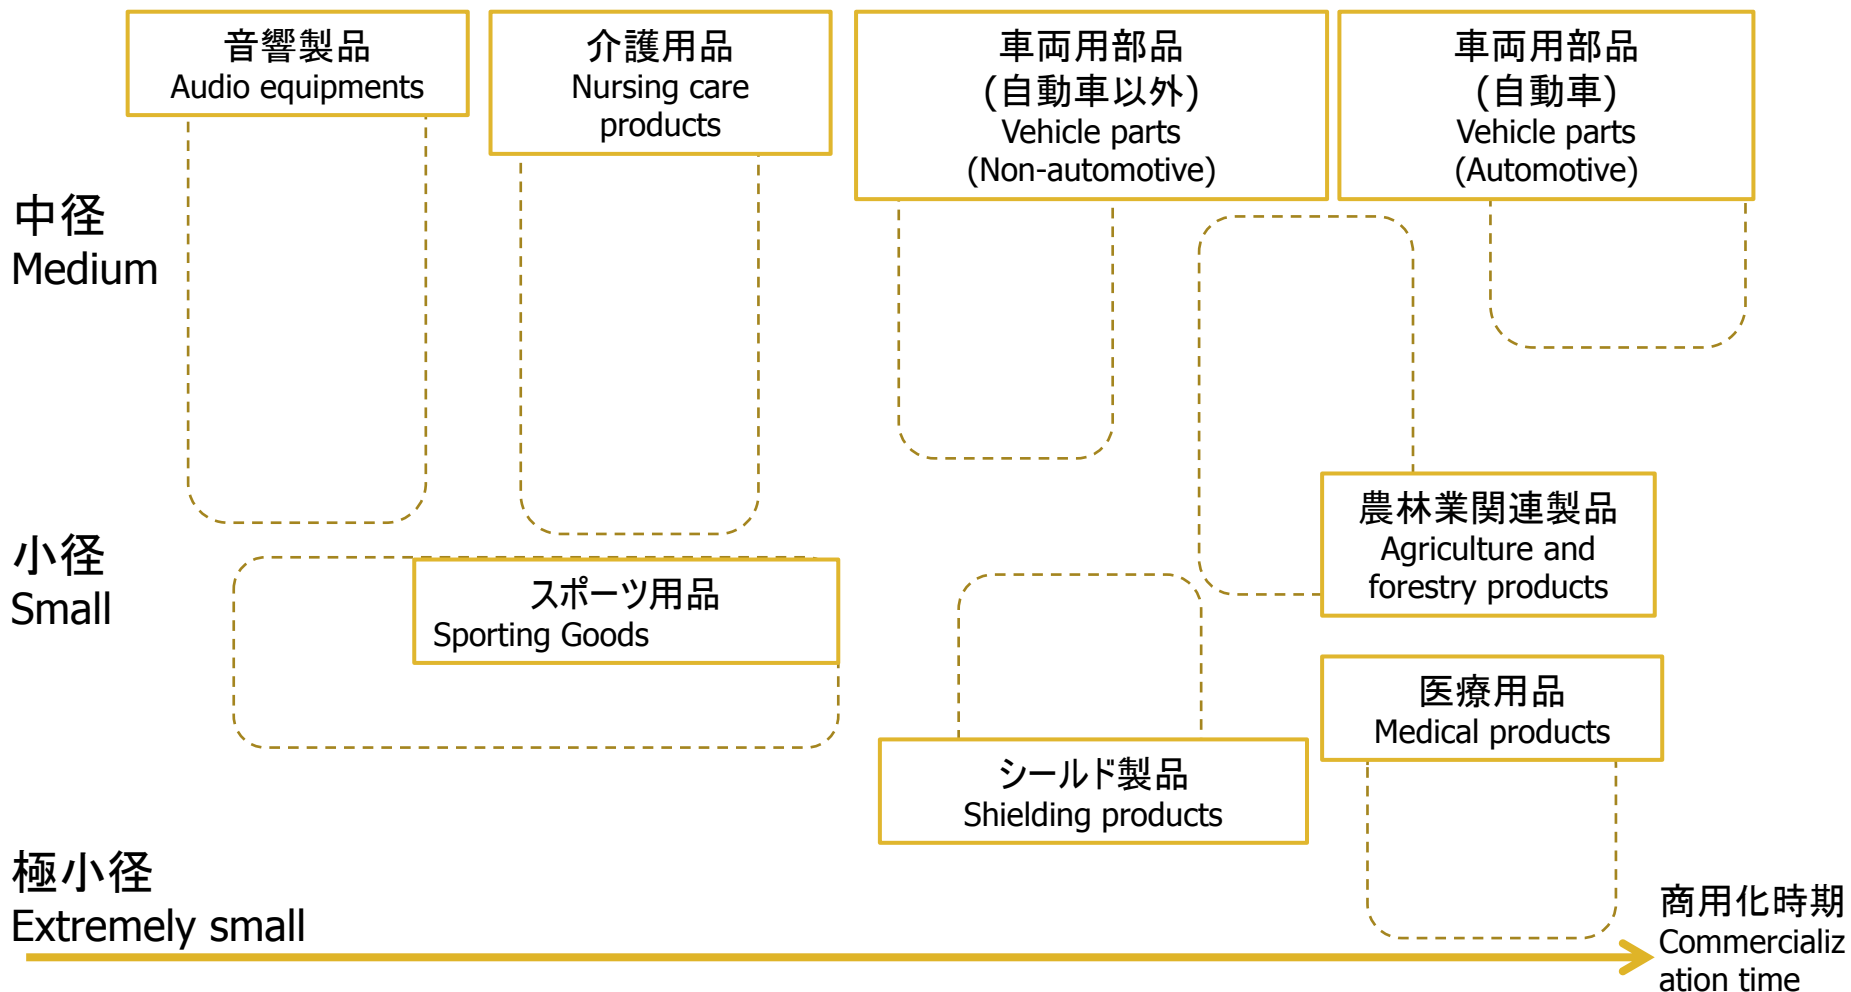 音響製品
Audio equipments
介護用品
Nursing care
products
車両用部品
(自動車以外)
Vehicle parts
(Non-automotive)
車両用部品
(自動車)
Vehicle parts
(Automotive)
中径
Medium
農林業関連製品
Agriculture and
forestry products
小径
Small
スポーツ用品
Sporting Goods
医療用品
Medical products
シールド製品
Shielding products
極小径
Extremely small
商用化時期
Commercializ
ation time